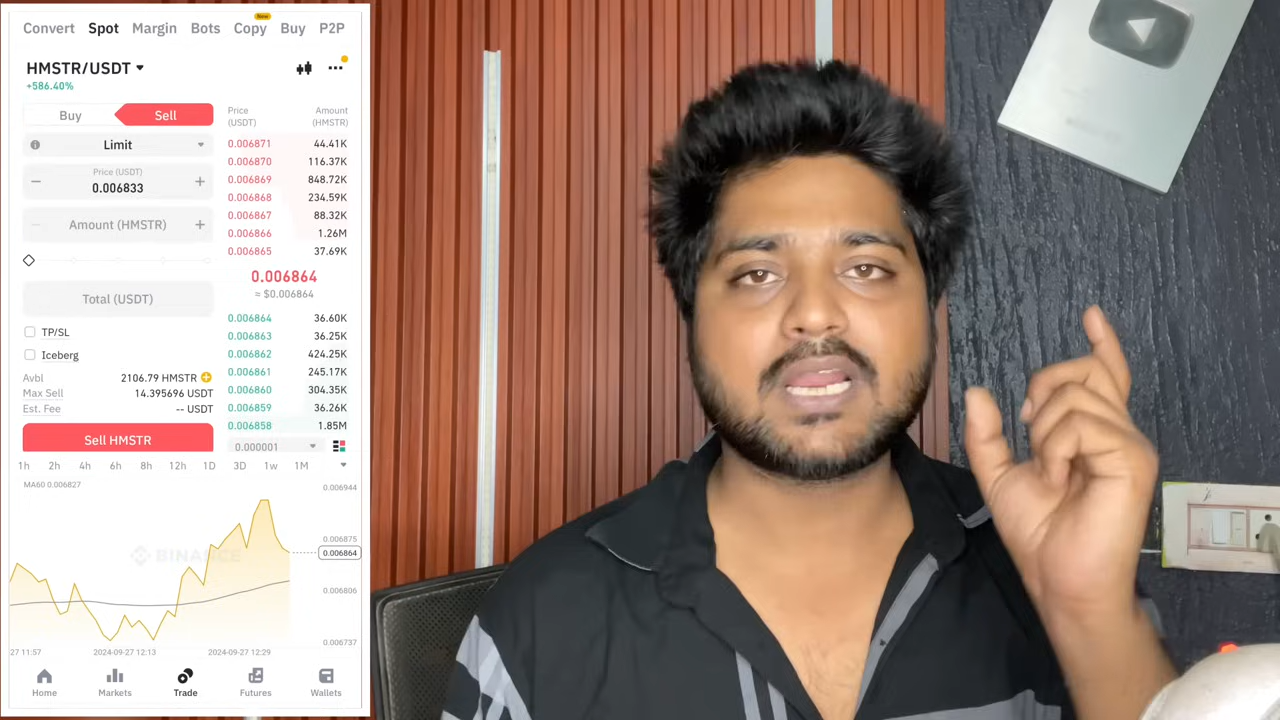 Convert Spot Margin Bots Copy Buy P2P
New
HMSTR/USDT
+586.40%
Buy Sell
Limit
Price (USDT)
0.006833
Amount (HMSTR)
Total (USDT)
TP/SL
Iceberg
Avbl 2106.79 HMSTR
Max Sell 14.395696 USDT
Est. Fee -- USDT
Sell HMSTR
Price Amount
(USDT) (HMSTR)
0.006871 44.41K
0.006870 116.37K
0.006869 848.72K
0.006868 234.59K
0.006867 88.32K
0.006866 1.26M
0.006865 37.69K
0.006864
≈ $0.006864
0.006864 36.60K
0.006863 36.25K
0.006862 424.25K
0.006861 245.17K
0.006860 304.35K
0.006859 36.26K
0.006858 1.85M
0.000001
1h 2h 4h 6h 8h 12h 1D 3D 1w 1M
MA60 0.006827
0.006944
0.006875
0.006864
0.006806
0.006737
BINANCE
27 11:57 2024-09-27 12:13 2024-09-27 12:29
Home Markets Trade Futures Wallets